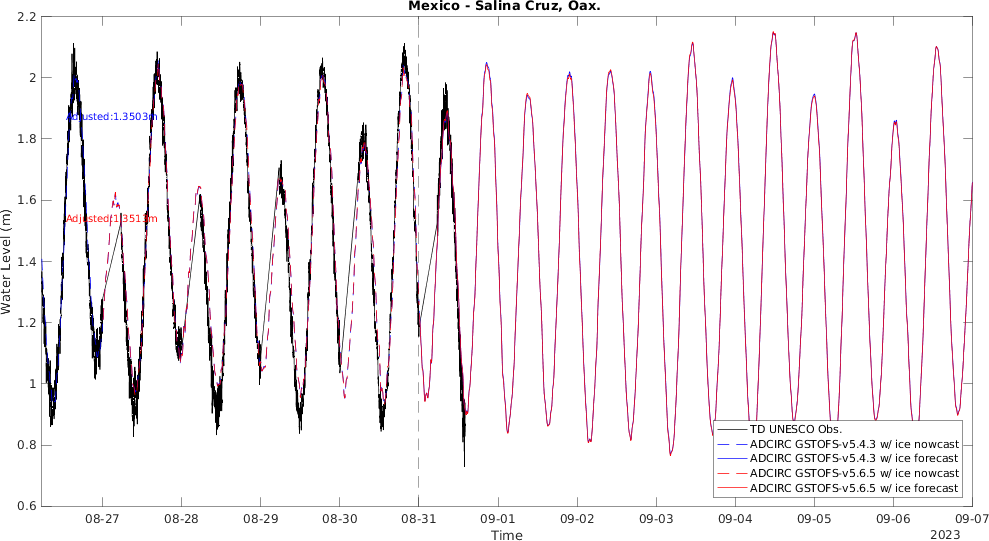 Mexico - Salina Cruz, Oax.
2.2
2
1.8
1.6
1.4
1.2
1
0.8
0.6
Water Level (m)
Adjusted:1.3503m
Adjusted:1.3511m
TD UNESCO Obs.
ADCIRC GSTOFS-v5.4.3 w/ ice nowcast
ADCIRC GSTOFS-v5.4.3 w/ ice forecast
ADCIRC GSTOFS-v5.6.5 w/ ice nowcast
ADCIRC GSTOFS-v5.6.5 w/ ice forecast
08-27 08-28 08-29 08-30 08-31 09-01 09-02 09-03 09-04 09-05 09-06 09-07
Time
2023